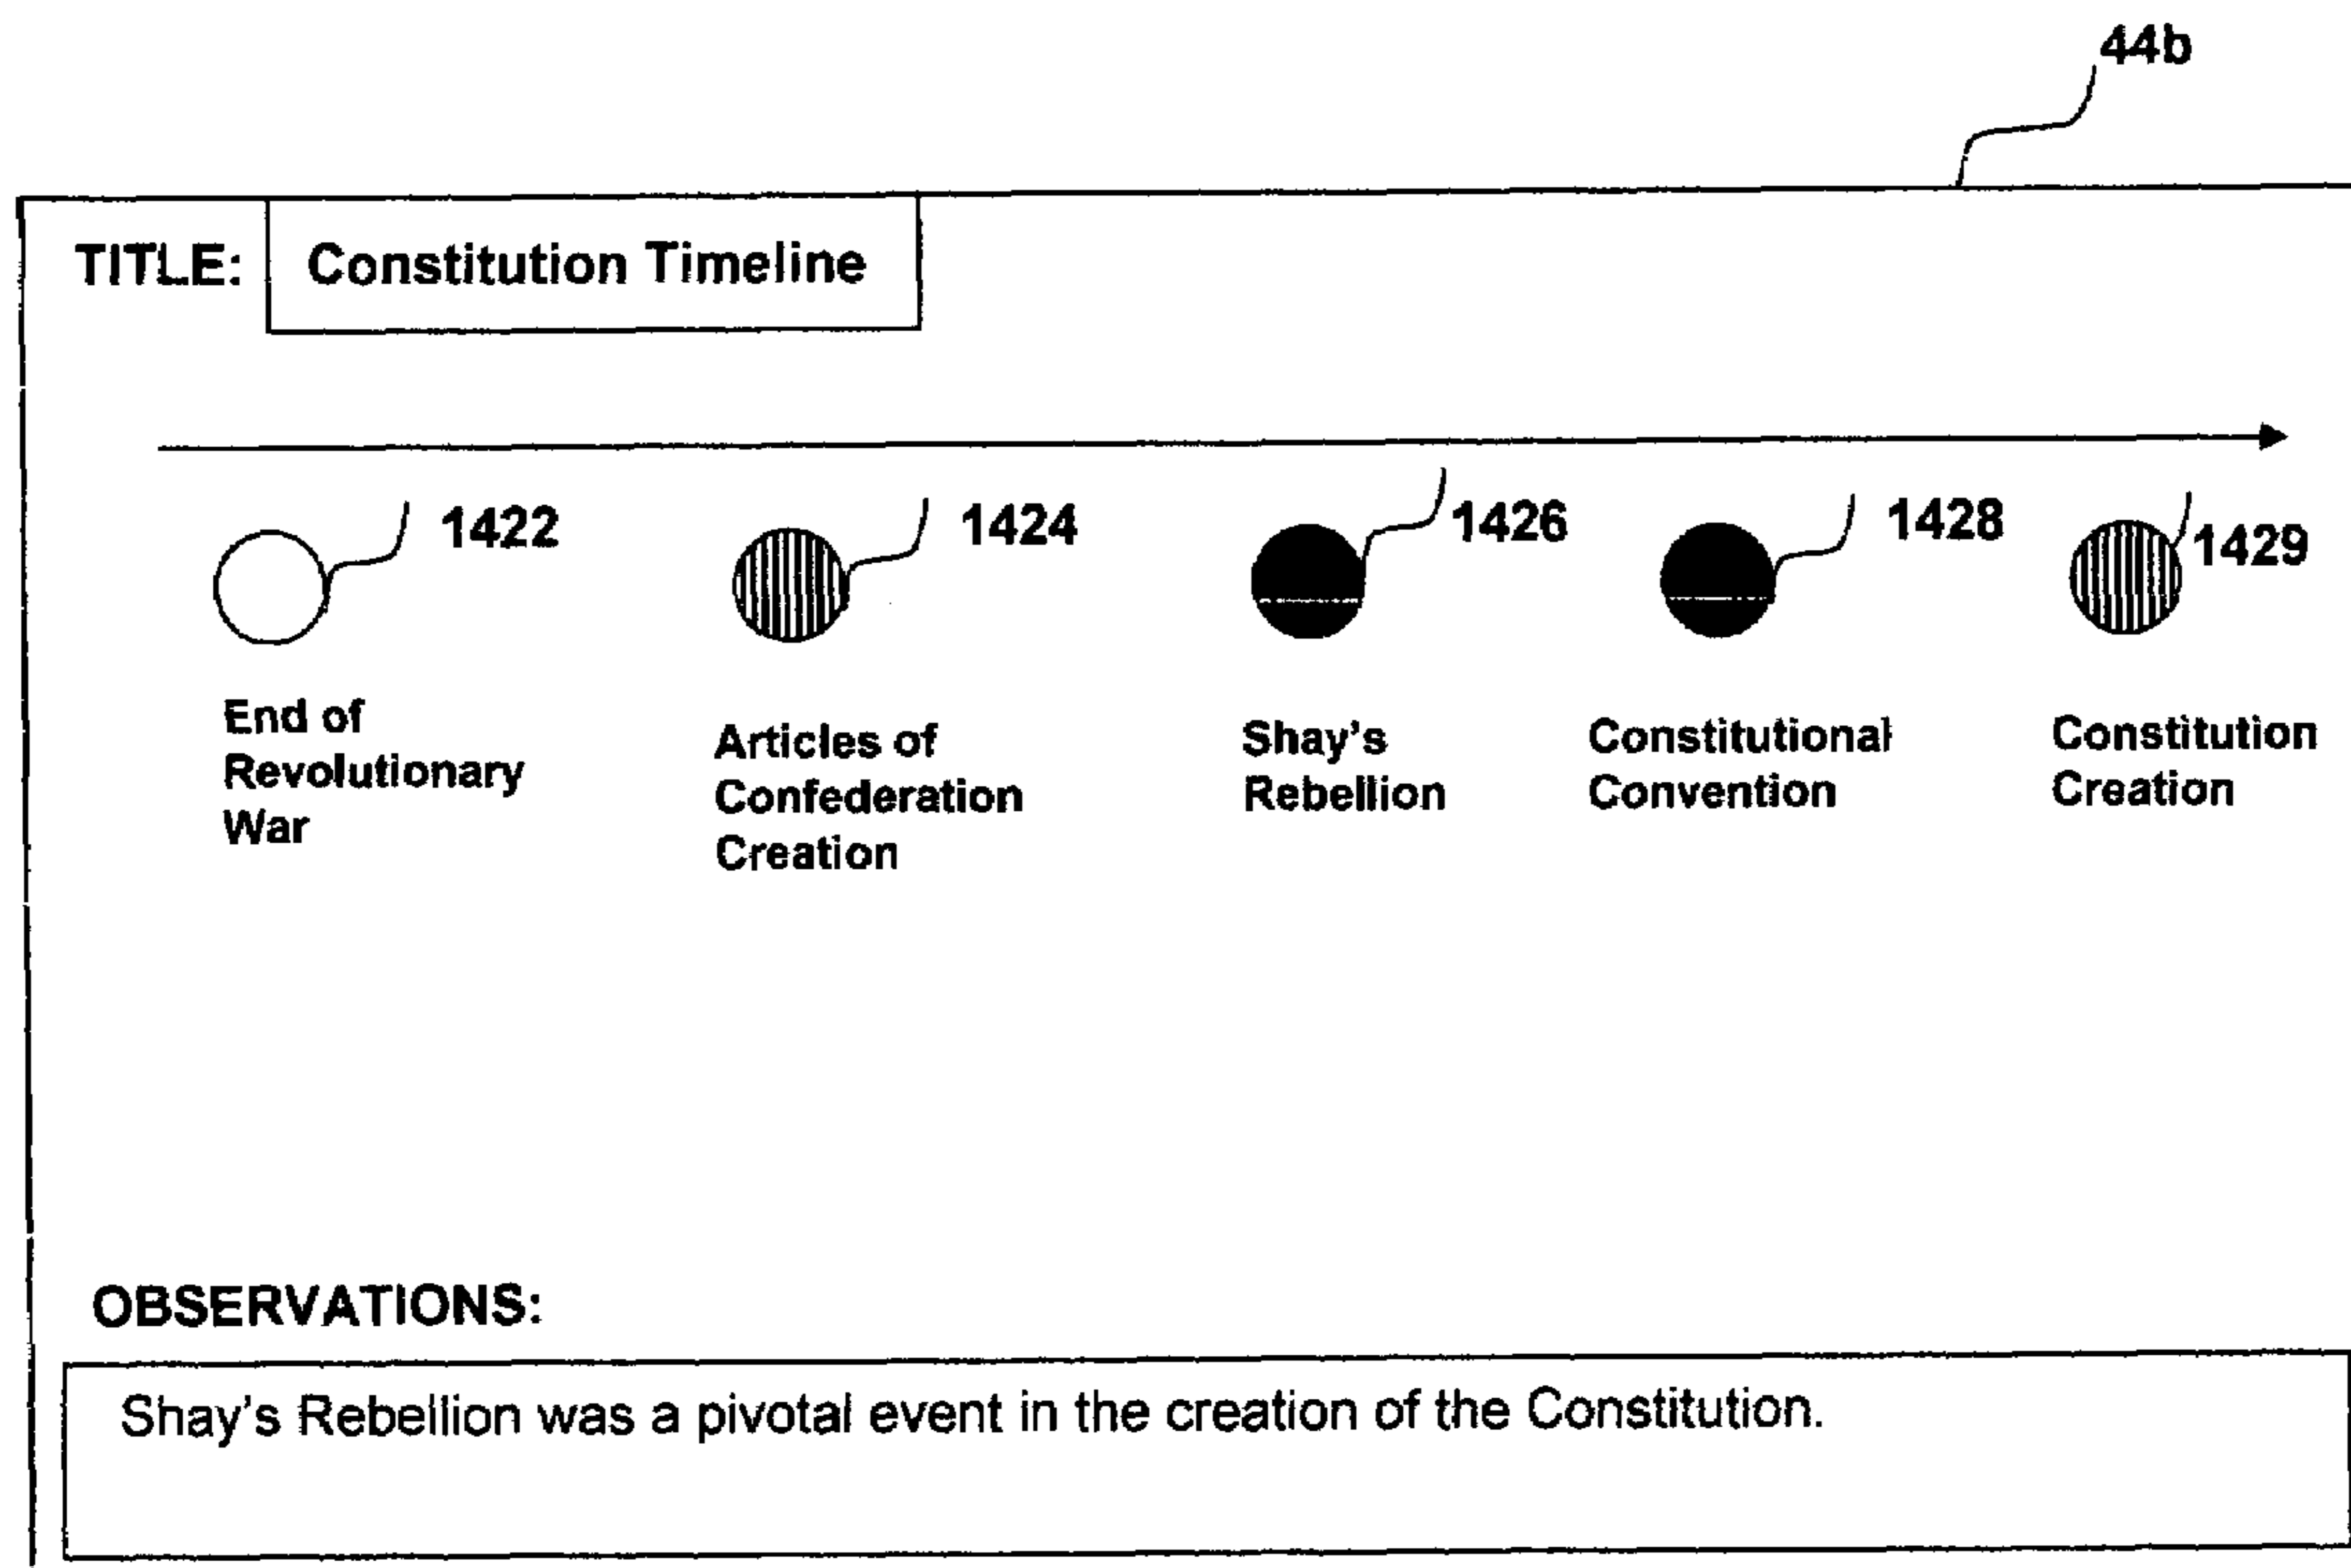 44b
TITLE: Constitution Timeline
1422
1424
1426
1428
1429
End of
Revolutionary
War
Articles of
Confederation
Creation
Shay's
Rebellion
Constitutional
Convention
Constitution
Creation
OBSERVATIONS:
Shay's Rebellion was a pivotal event in the creation of the Constitution.